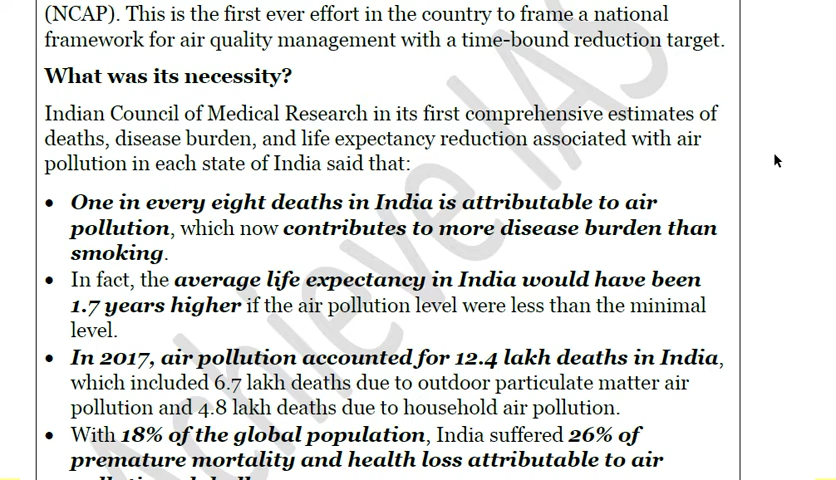 (NCAP). This is the first ever effort in the country to frame a national
framework for air quality management with a time-bound reduction target.
What was its necessity?
Indian Council of Medical Research in its first comprehensive estimates of
deaths, disease burden, and life expectancy reduction associated with air
pollution in each state of India said that:
• One in every eight deaths in India is attributable to air
pollution, which now contributes to more disease burden than
smoking.
• In fact, the average life expectancy in India would have been
1.7 years higher if the air pollution level were less than the minimal
level.
• In 2017, air pollution accounted for 12.4 lakh deaths in India,
which included 6.7 lakh deaths due to outdoor particulate matter air
pollution and 4.8 lakh deaths due to household air pollution.
• With 18% of the global population, India suffered 26% of
premature mortality and health loss attributable to air
Achieve IAS